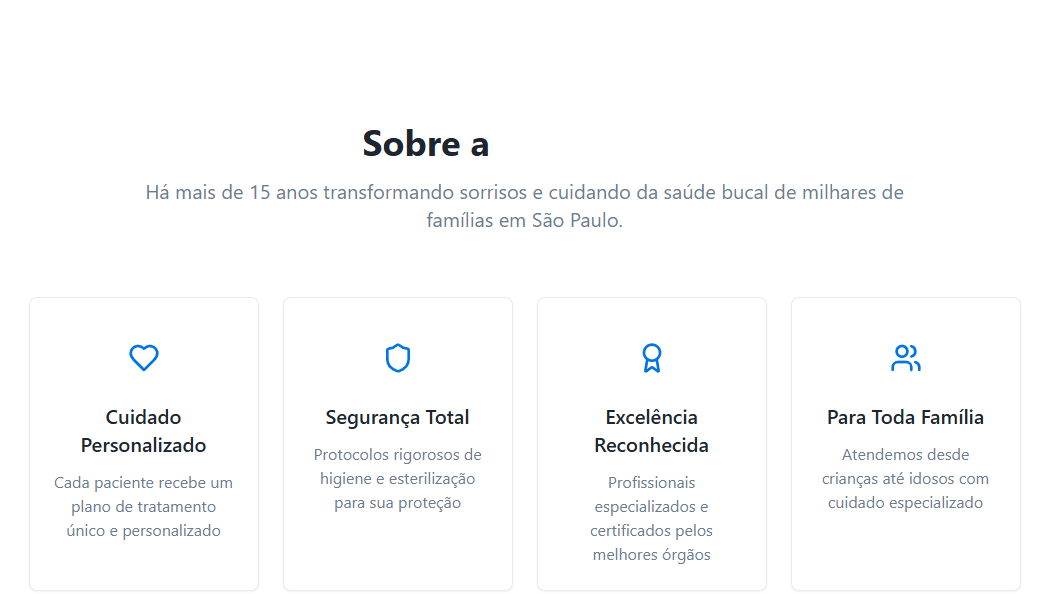 Sobre a
Há mais de 15 anos transformando sorrisos e cuidando da saúde bucal de milhares de
famílias em São Paulo.
Cuidado
Personalizado
Cada paciente recebe um
plano de tratamento
único e personalizado
Segurança Total
Protocolos rigorosos de
higiene e esterilização
para sua proteção
Excelência
Reconhecida
Profissionais
especializados e
certificados pelos
melhores órgãos
Para Toda Família
Atendemos desde
crianças até idosos com
cuidado especializado